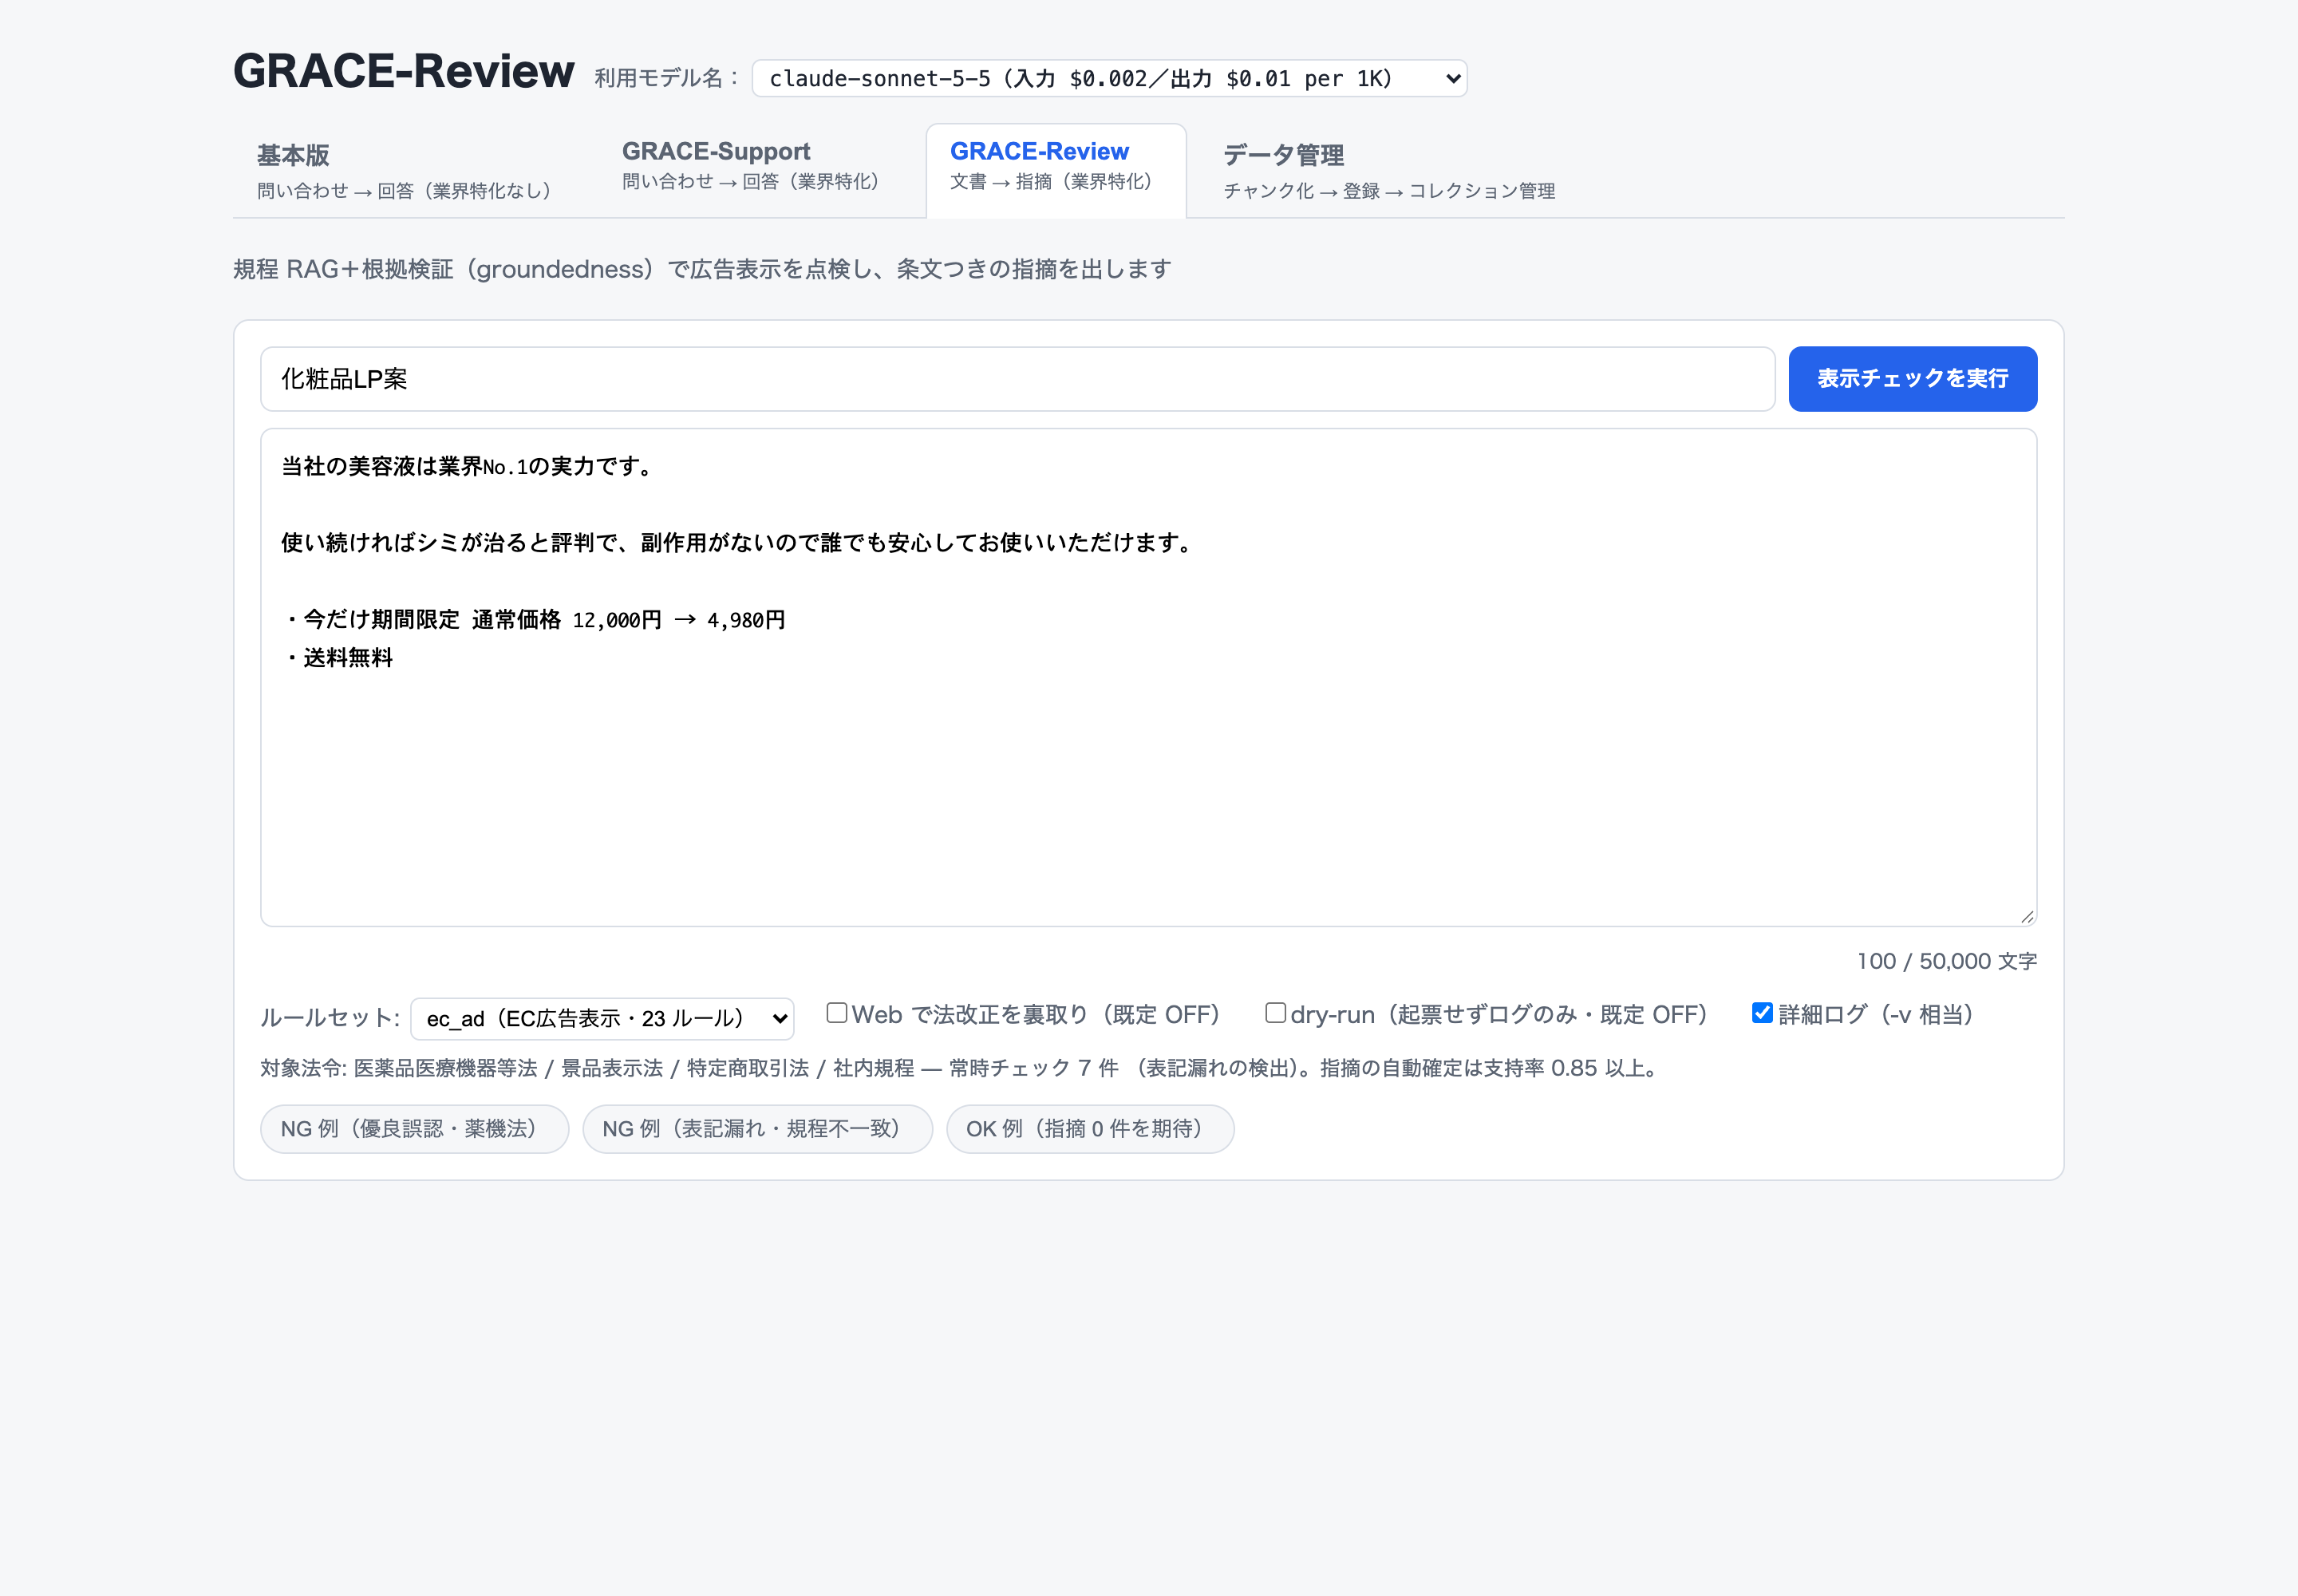 GRACE-Review 利用モデル名： claude-sonnet-5-5（入力 $0.002／出力 $0.01 per 1K）
基本版
問い合わせ → 回答（業界特化なし）
GRACE-Support
問い合わせ → 回答（業界特化）
GRACE-Review
文書 → 指摘（業界特化）
データ管理
チャンク化 → 登録 → コレクション管理
規程 RAG＋根拠検証（groundedness）で広告表示を点検し、条文つきの指摘を出します
化粧品LP案
表示チェックを実行
当社の美容液は業界No.1の実力です。
使い続ければシミが治ると評判で、副作用がないので誰でも安心してお使いいただけます。
・今だけ期間限定 通常価格 12,000円 → 4,980円
・送料無料
100 / 50,000 文字
ルールセット: ec_ad（EC広告表示・23 ルール） Web で法改正を裏取り（既定 OFF） dry-run（起票せずログのみ・既定 OFF） 詳細ログ（-v 相当）
対象法令: 医薬品医療機器等法 / 景品表示法 / 特定商取引法 / 社内規程 — 常時チェック 7 件 （表記漏れの検出）。指摘の自動確定は支持率 0.85 以上。
NG 例（優良誤認・薬機法） NG 例（表記漏れ・規程不一致） OK 例（指摘 0 件を期待）